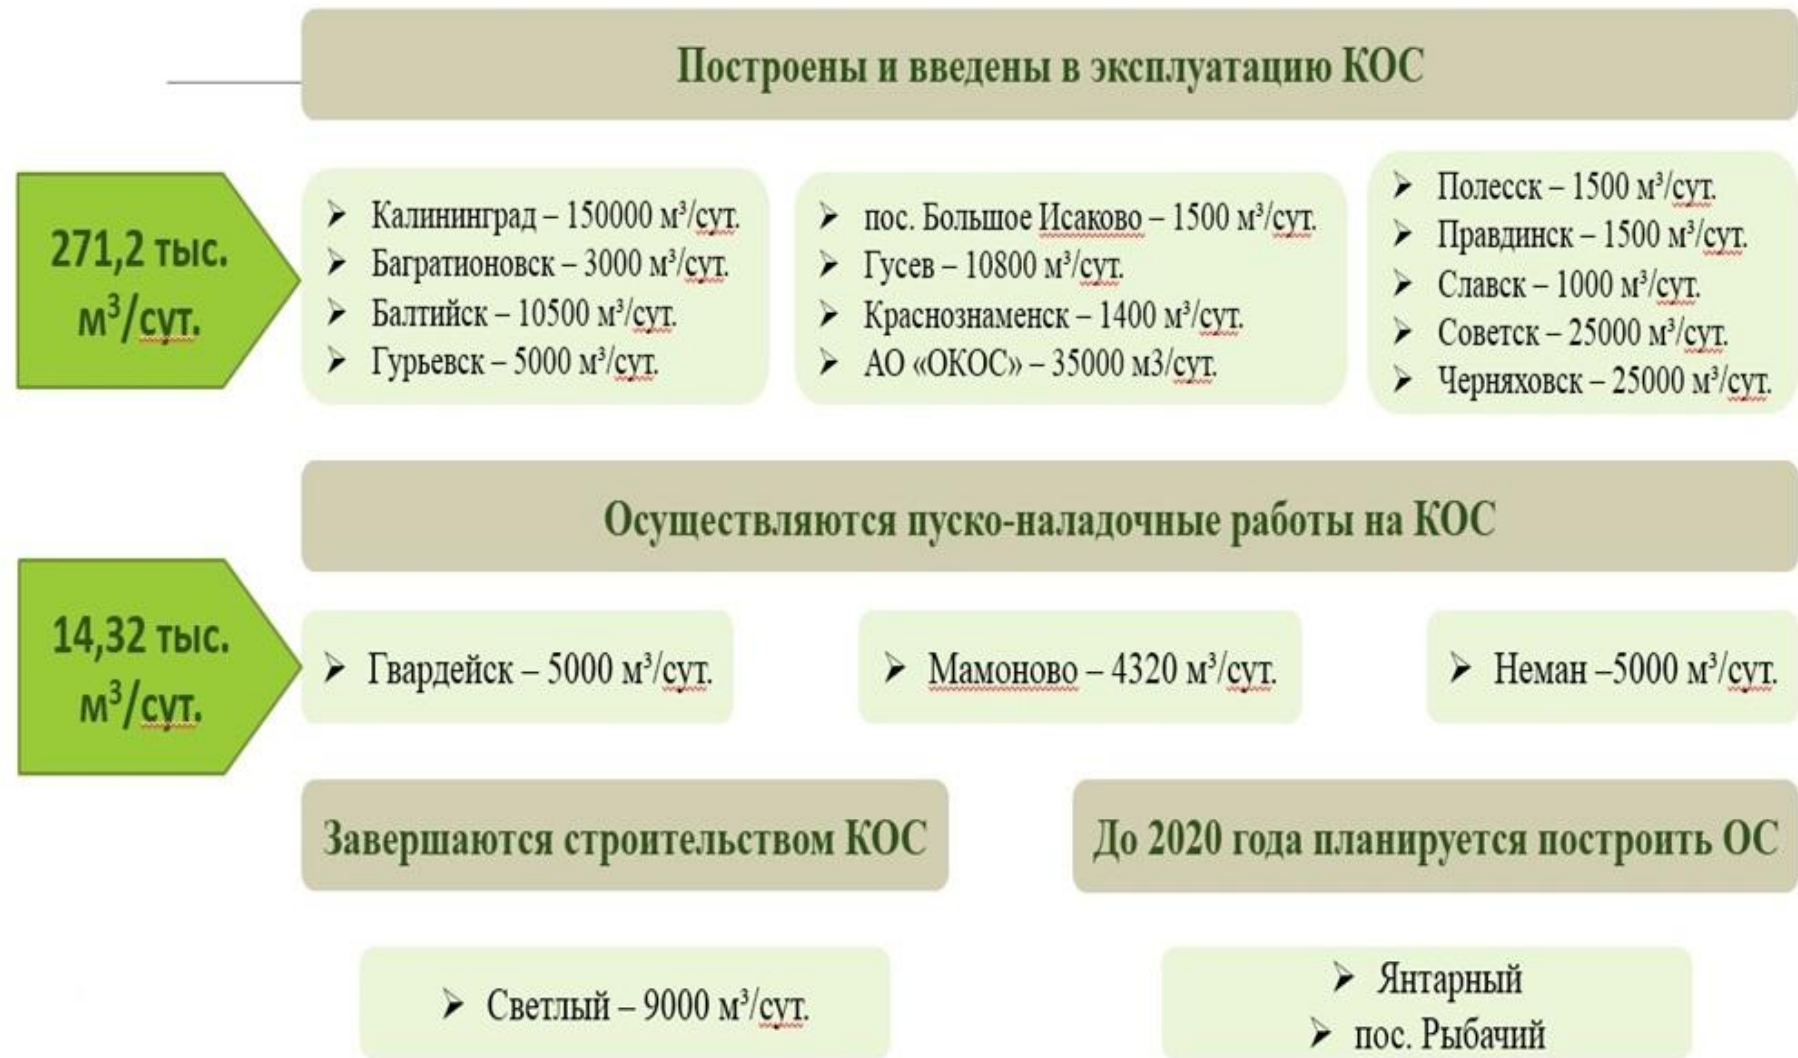 Построены и введены в эксплуатацию КОС
271,2 тыс.
м³/сут.
➢ Калининград – 150000 м³/сут.
➢ Багратионовск – 3000 м³/сут.
➢ Балтийск – 10500 м³/сут.
➢ Гурьевск – 5000 м³/сут.
➢ пос. Большое Исаково – 1500 м³/сут.
➢ Гусев – 10800 м³/сут.
➢ Краснознаменск – 1400 м³/сут.
➢ АО «ОКОС» – 35000 м3/сут.
➢ Полесск – 1500 м³/сут.
➢ Правдинск – 1500 м³/сут.
➢ Славск – 1000 м³/сут.
➢ Советск – 25000 м³/сут.
➢ Черняховск – 25000 м³/сут.
Осуществляются пуско-наладочные работы на КОС
14,32 тыс.
м³/сут.
➢ Гвардейск – 5000 м³/сут.
➢ Мамоново – 4320 м³/сут.
➢ Неман –5000 м³/сут.
Завершаются строительством КОС
➢ Светлый – 9000 м³/сут.
До 2020 года планируется построить ОС
➢ Янтарный
➢ пос. Рыбачий